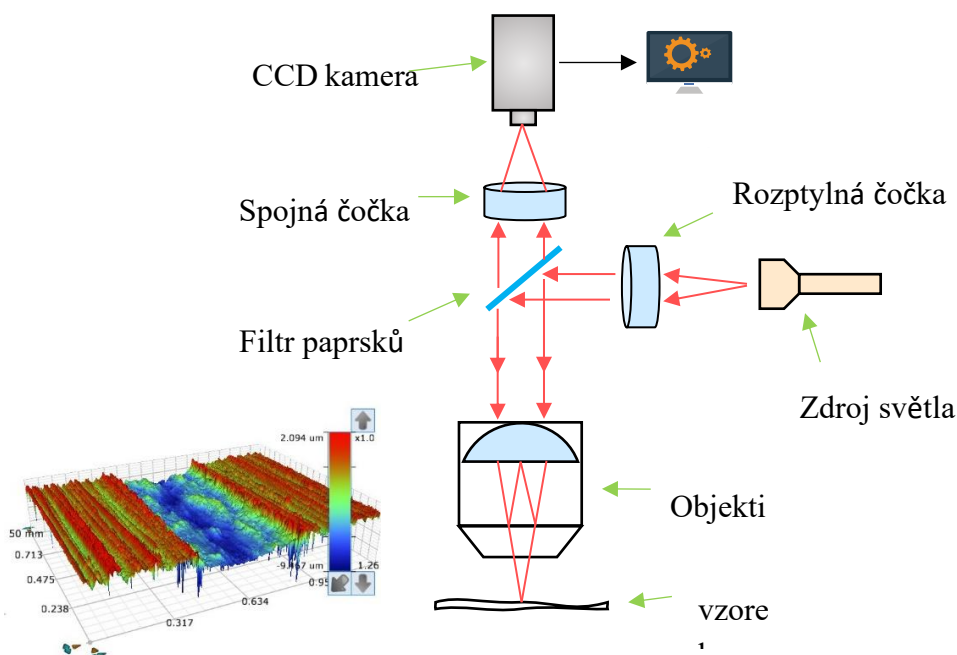 CCD kamera
Spojná čočka
Rozptylná čočka
Filtr paprsků
Zdroj světla
2.094 um
x1.0
Objekti
50 mm
0.713
0.475
0.238
0.317
0.634
0.95
1.26
vzore